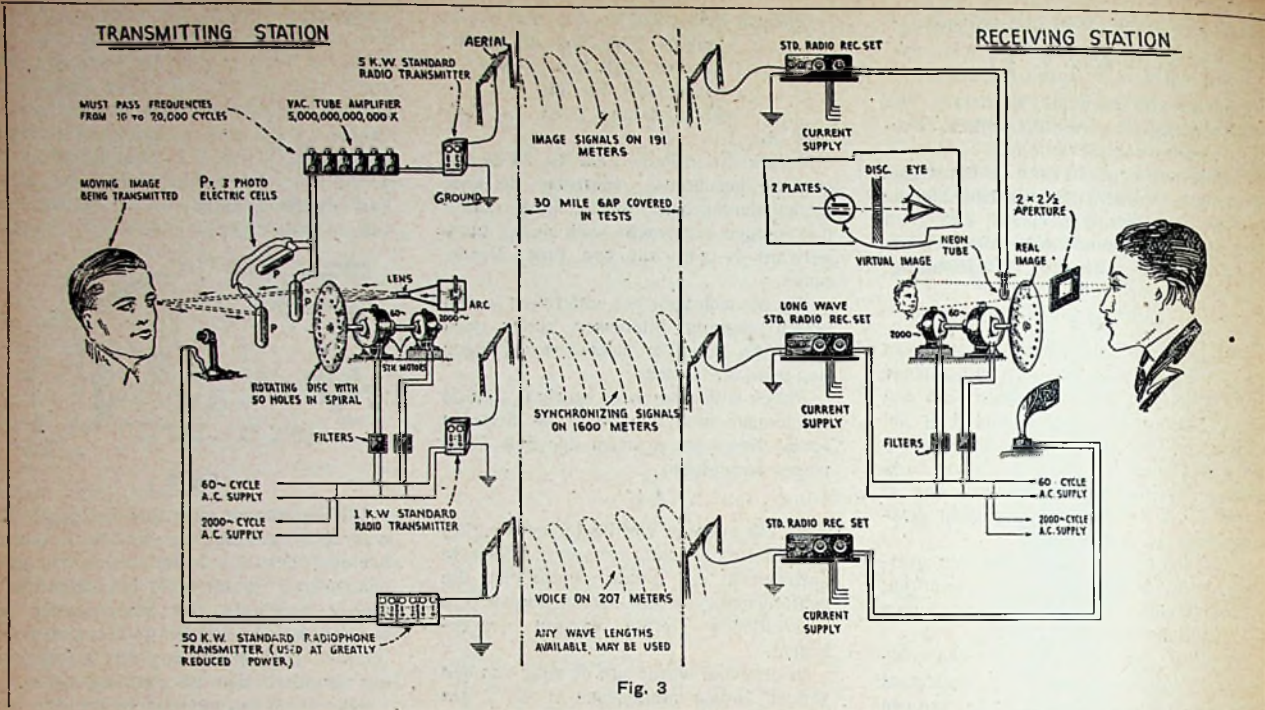 TRANSMITTING STATION
RECEIVING STATION
AERIAL
5 K.W. STANDARD
RADIO TRANSMITTER
STD. RADIO REC. SET
MUST PASS FREQUENCIES
FROM 10 TO 20,000 CYCLES
VAC. TUBE AMPLIFIER
5,000,000,000,000 X
CURRENT
SUPPLY
IMAGE SIGNALS ON 191
METERS
MOVING IMAGE
BEING TRANSMITTED
3 PHOTO
ELECTRIC CELLS
GROUND
30 MILE GAP COVERED
IN TESTS
2 PLATES
DISC.
EYE
NEON
TUBE
2 × 2½
APERTURE
VIRTUAL IMAGE
REAL
IMAGE
P
P
P
LENS
ARC
60~
2000~
LONG WAVE
STD. RADIO REC. SET
2000~
60~
ROTATING DISC WITH
50 HOLES IN SPIRAL
MOTORS
SYNCHRONIZING SIGNALS
ON 1600 METERS
CURRENT
SUPPLY
FILTERS
FILTERS
60~ CYCLE
A.C. SUPPLY
2000~ CYCLE
A.C. SUPPLY
1 K.W STANDARD
RADIO TRANSMITTER
60 - CYCLE
A.C. SUPPLY
2000~CYCLE
A.C. SUPPLY
STD. RADIO REC. SET
VOICE ON 207 METERS
CURRENT
SUPPLY
50 K.W. STANDARD RADIOPHONE
TRANSMITTER (USED AT GREATLY
REDUCED POWER)
ANY WAVE LENGTHS
AVAILABLE MAY BE USED
Fig. 3